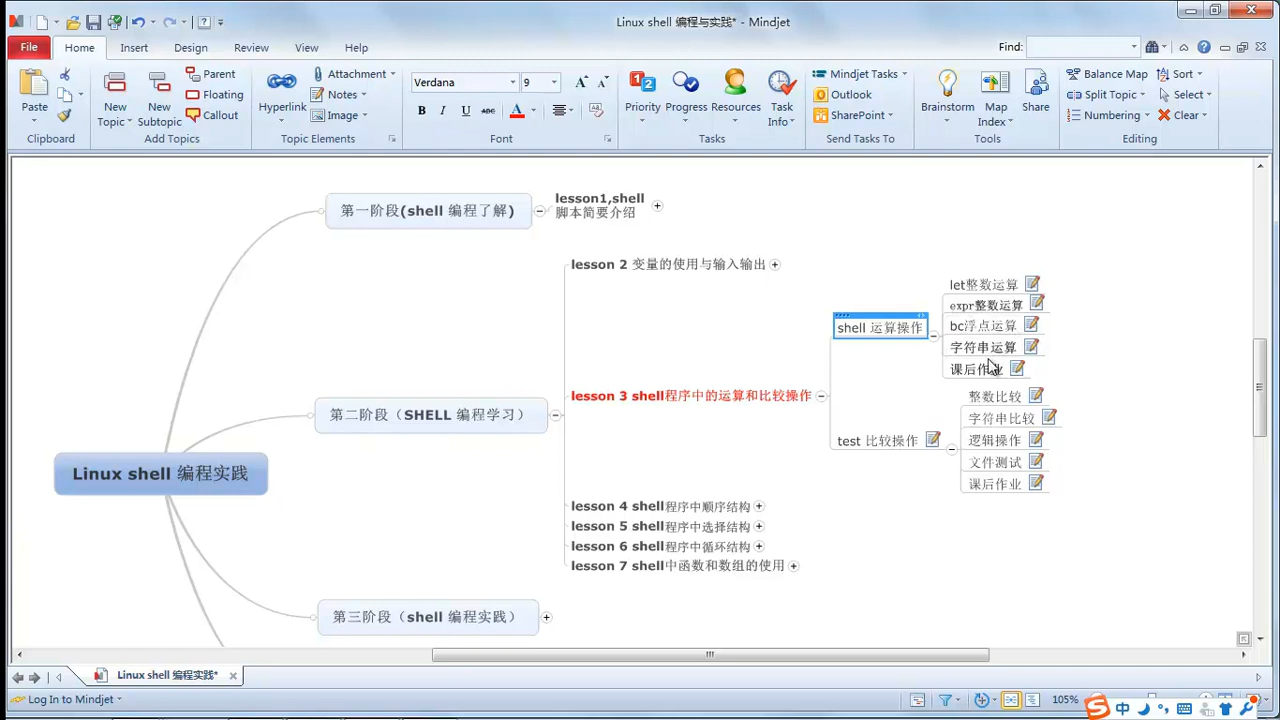 Linux shell 编程与实践* - Mindjet
File
Home
Insert
Design
Review
View
Help
Find:
Paste
New Topic
New Subtopic
Parent
Floating
Callout
Hyperlink
Attachment
Notes
Image
Verdana
9
B
I
U
abc
A
Priority
Progress
Resources
Task Info
Mindjet Tasks
Outlook
SharePoint
Brainstorm
Map Index
Share
Balance Map
Split Topic
Numbering
Sort
Select
Clear
Clipboard
Add Topics
Topic Elements
Font
Tasks
Send Tasks To
Tools
Editing
第一阶段(shell 编程了解)
lesson1,shell
脚本简要介绍
lesson 2 变量的使用与输入输出
let整数运算
expr整数运算
shell 运算操作
bc浮点运算
字符串运算
课后作业
lesson 3 shell程序中的运算和比较操作
整数比较
第二阶段（SHELL 编程学习）
字符串比较
test 比较操作
逻辑操作
文件测试
Linux shell 编程实践
课后作业
lesson 4 shell程序中顺序结构
lesson 5 shell程序中选择结构
lesson 6 shell程序中循环结构
lesson 7 shell中函数和数组的使用
第三阶段（shell 编程实践）
Linux shell 编程实践*
Log In to Mindjet
105%
中